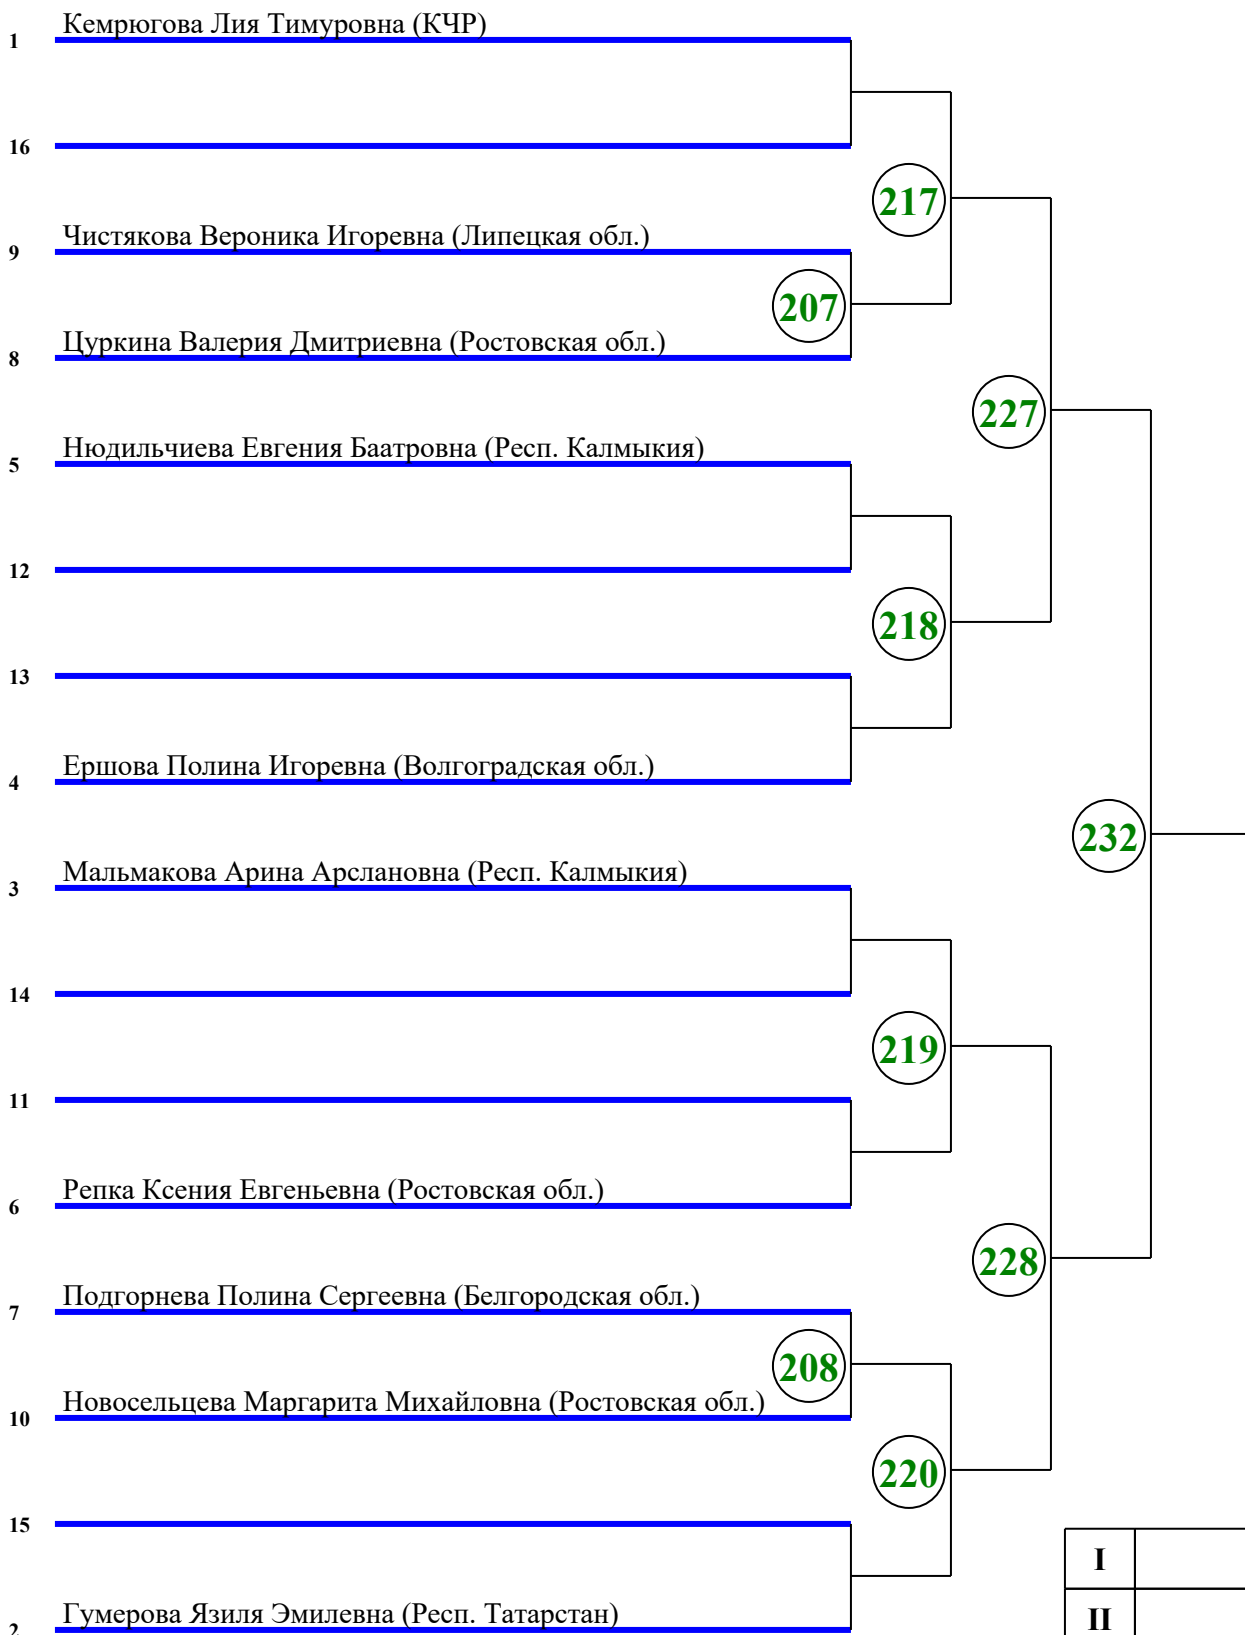 1 Кемрюгова Лия Тимуровна (КЧР)
16
217
9 Чистякова Вероника Игоревна (Липецкая обл.)
207
8 Цуркина Валерия Дмитриевна (Ростовская обл.)
227
5 Нюдильчиева Евгения Баатровна (Респ. Калмыкия)
12
218
13
4 Ершова Полина Игоревна (Волгоградская обл.)
232
3 Мальмакова Арина Арслановна (Респ. Калмыкия)
14
219
11
6 Репка Ксения Евгеньевна (Ростовская обл.)
228
7 Подгорнева Полина Сергеевна (Белгородская обл.)
208
10 Новосельцева Маргарита Михайловна (Ростовская обл.)
220
15
I
2 Гумерова Язиля Эмилевна (Респ. Татарстан)
II